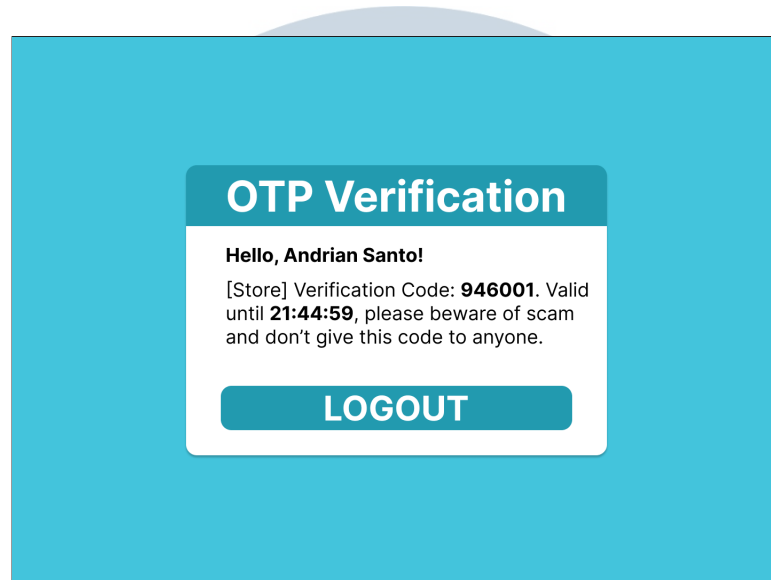 OTP Verification
Hello, Andrian Santo!
[Store] Verification Code: 946001. Valid
until 21:44:59, please beware of scam
and don’t give this code to anyone.
LOGOUT